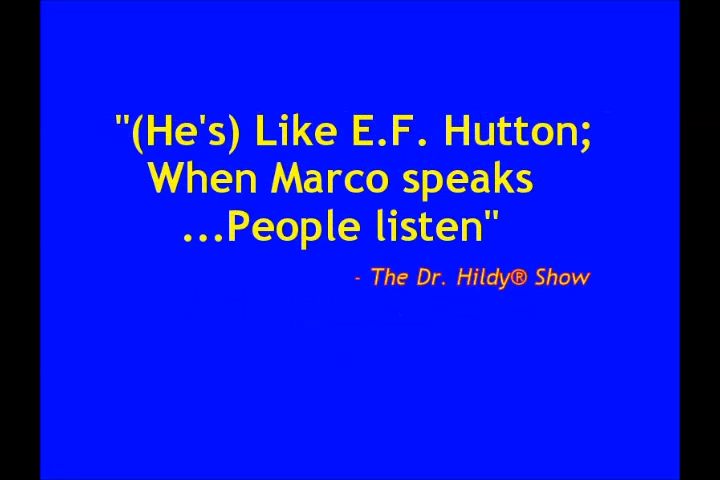 "(He's) Like E.F. Hutton;
When Marco speaks
...People listen"
- The Dr. Hildy® Show